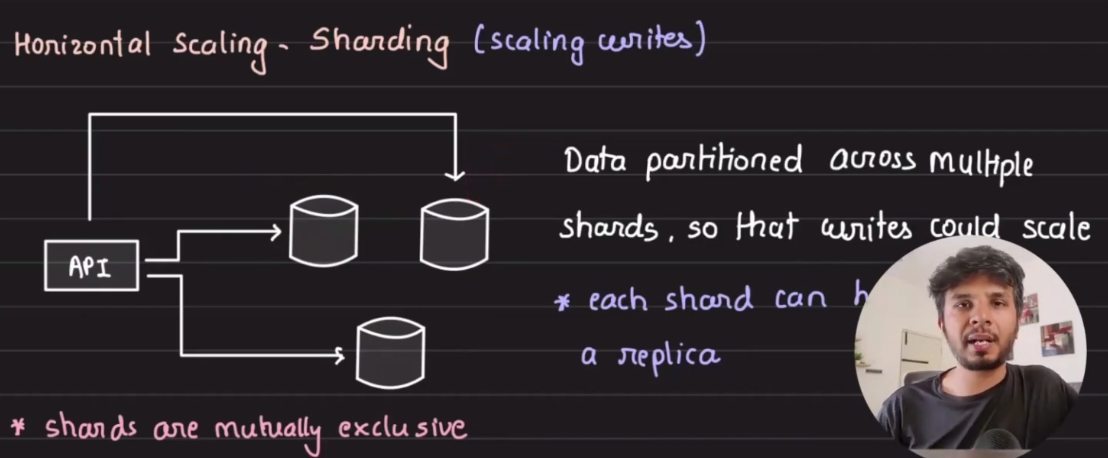 Horizontal Scaling - Sharding (scaling writes)
Data partitioned across multiple
shards, so that writes could scale
API
* each shard can
a replica
* shards are mutually exclusive